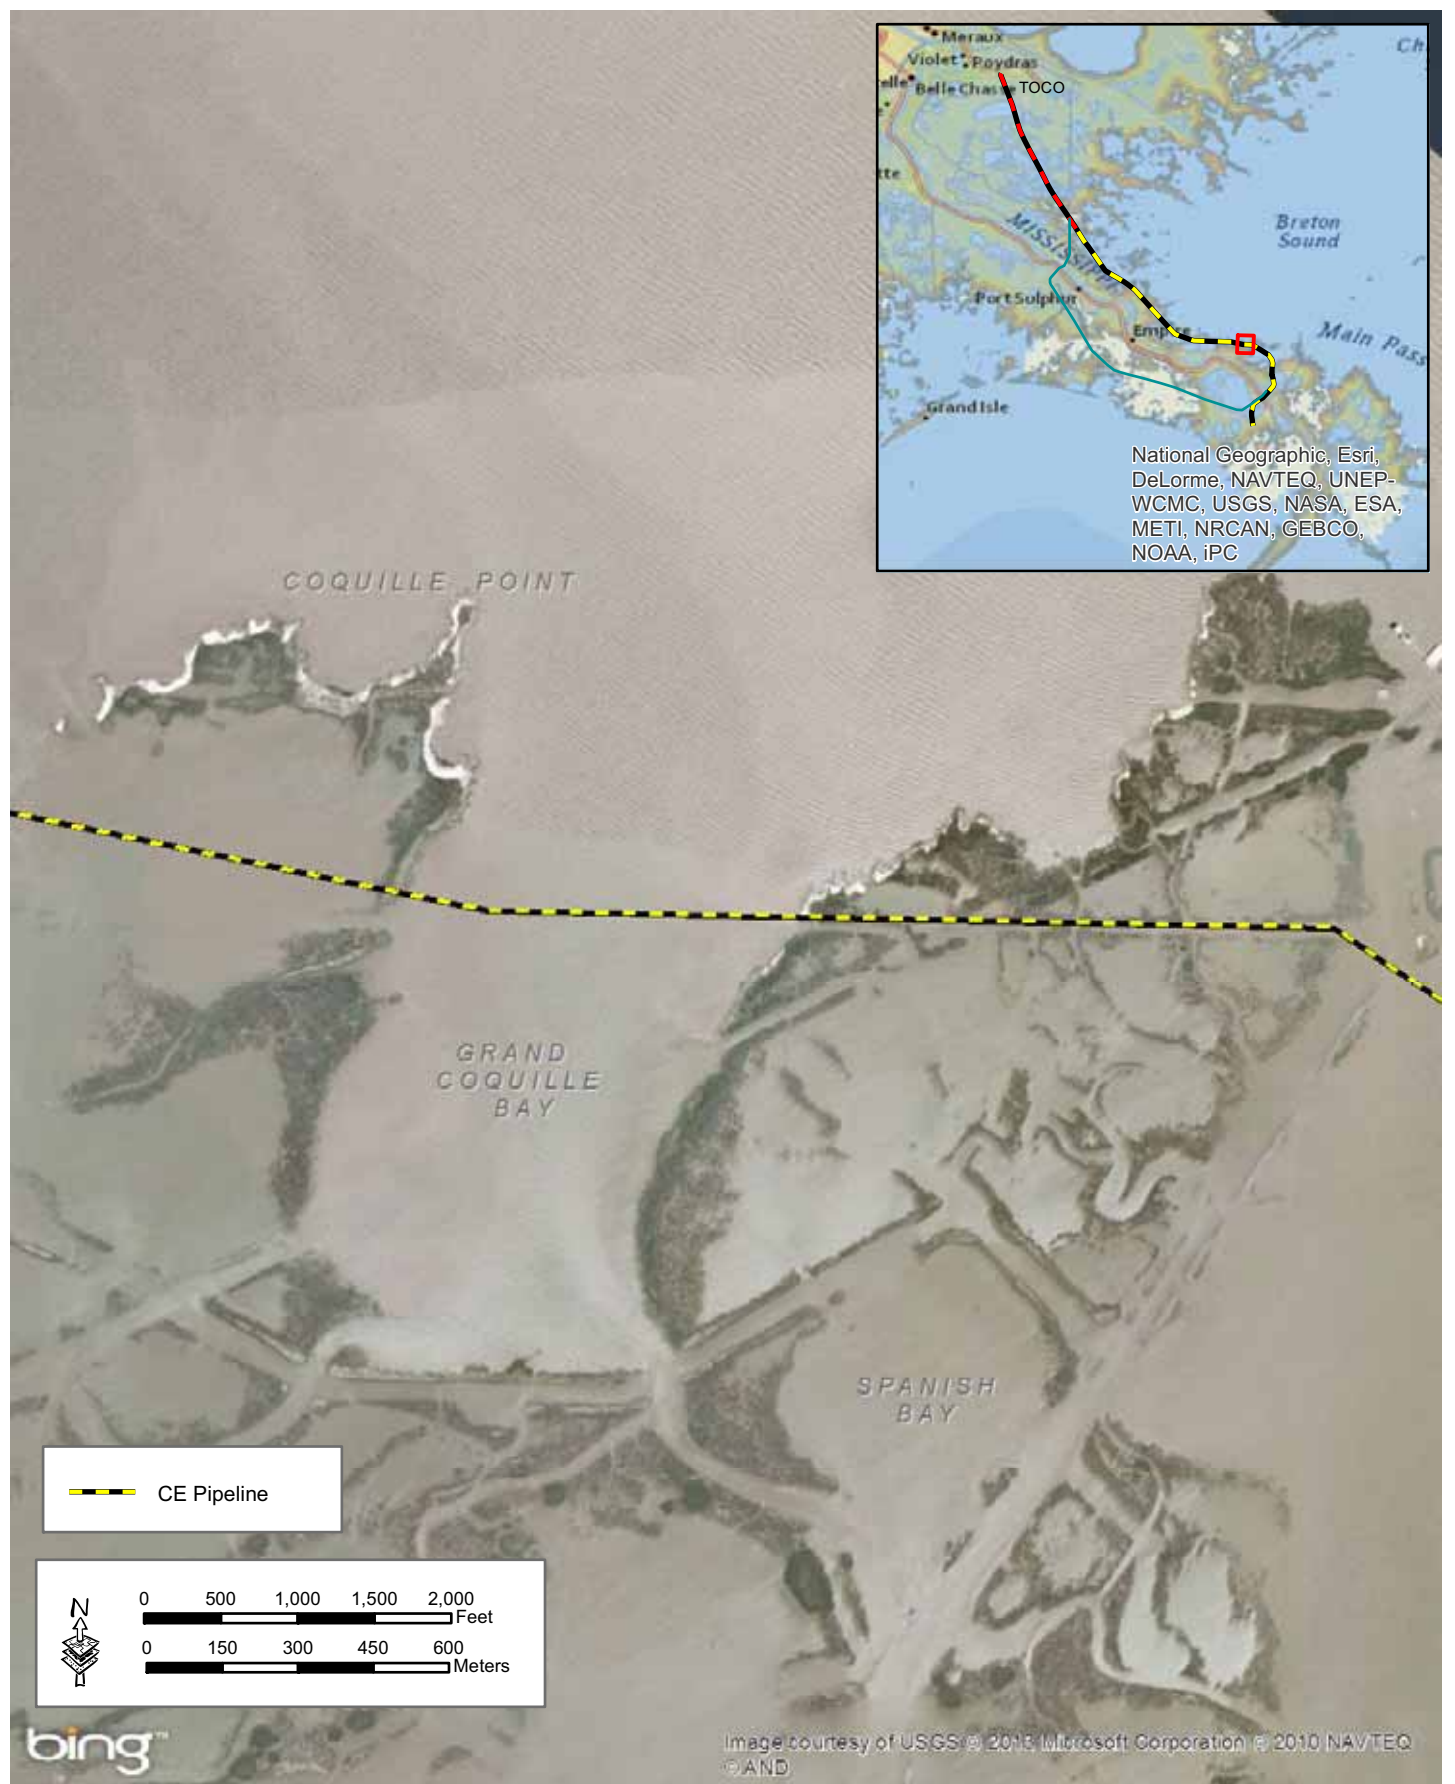 Meraux
Violet
Poydras
Belle Chasse
TOCO
MISSISSIPPI
Breton
Sound
Port Sulphur
Empire
Main Pass
Grand Isle
National Geographic, Esri,
DeLorme, NAVTEQ, UNEP-
WCMC, USGS, NASA, ESA,
METI, NRCAN, GEBCO,
NOAA, iPC
COQUILLE POINT
GRAND
COQUILLE
BAY
SPANISH
BAY
CE Pipeline
N
0 500 1,000 1,500 2,000
Feet
0 150 300 450 600
Meters
bing™
Image courtesy of USGS © 2013 Microsoft Corporation © 2010 NAVTEQ
© AND